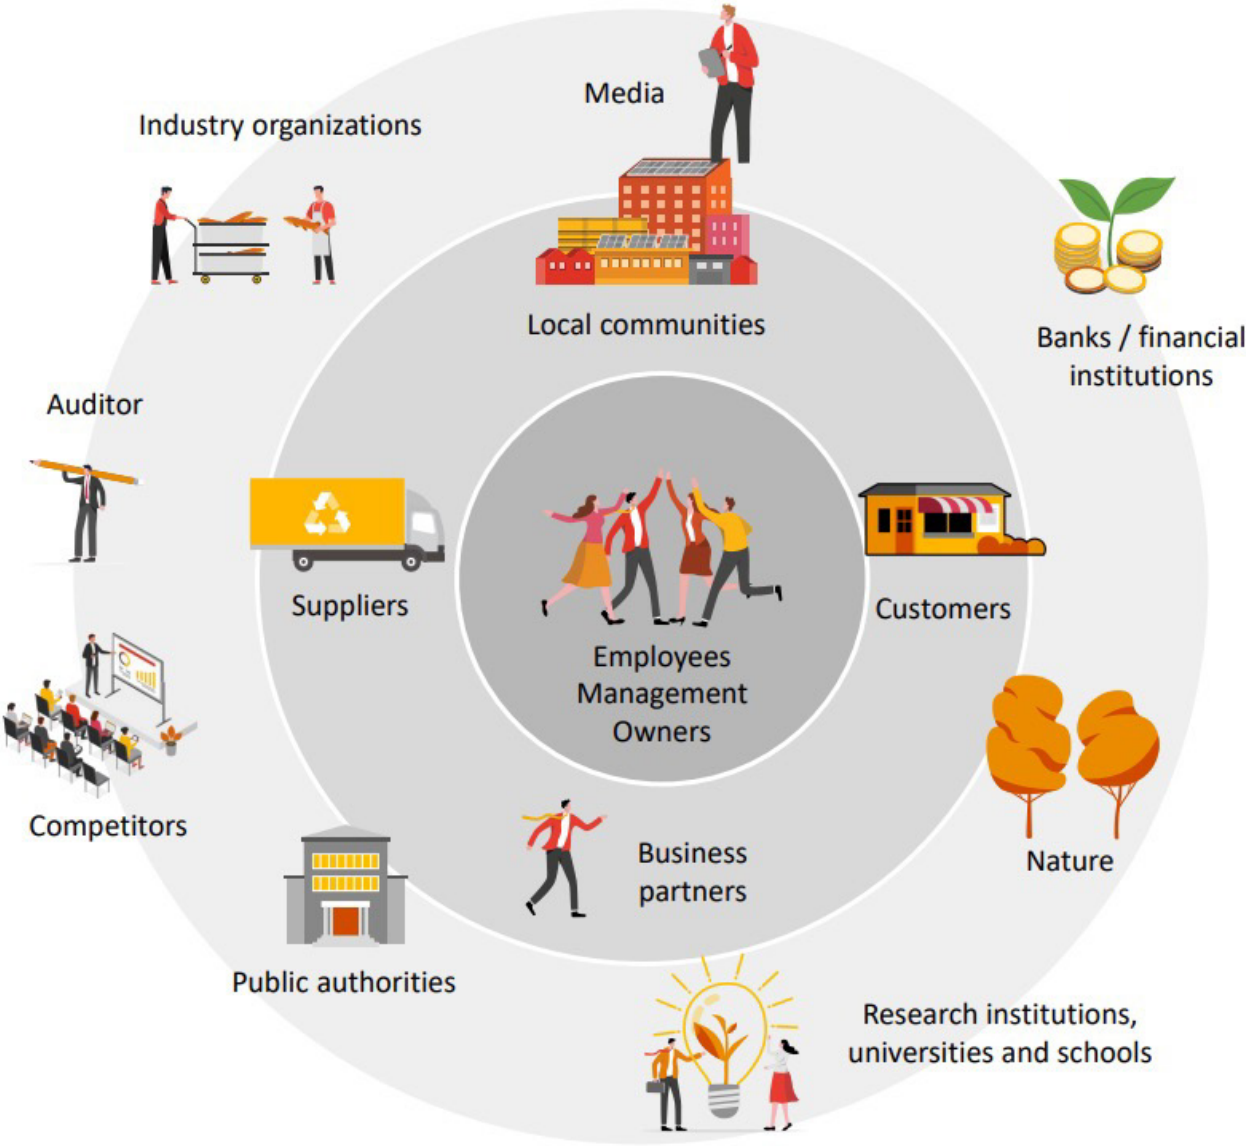 Media
Industry organizations
Local communities
Banks / financial
institutions
Auditor
Suppliers
Customers
Employees
Management
Owners
Competitors
Business
partners
Nature
Public authorities
Research institutions,
universities and schools